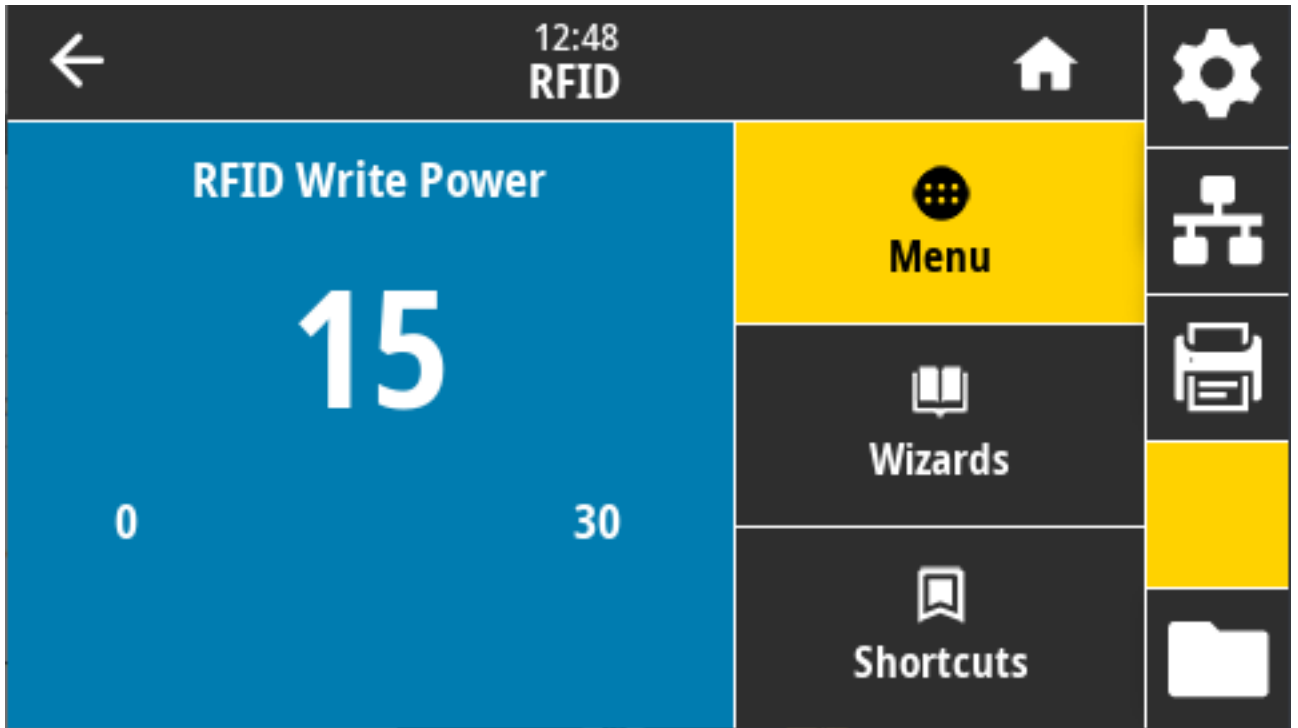 12:48
RFID
RFID Write Power
15
0 30
Menu
Wizards
Shortcuts